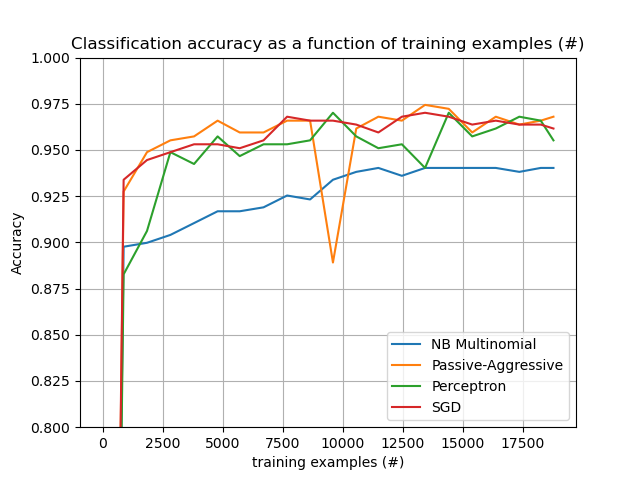 Classification accuracy as a function of training examples (#)
1.000
0.975
0.950
0.925
0.900
0.875
0.850
0.825
0.800
Accuracy
NB Multinomial
Passive-Aggressive
Perceptron
SGD
0 2500 5000 7500 10000 12500 15000 17500
training examples (#)